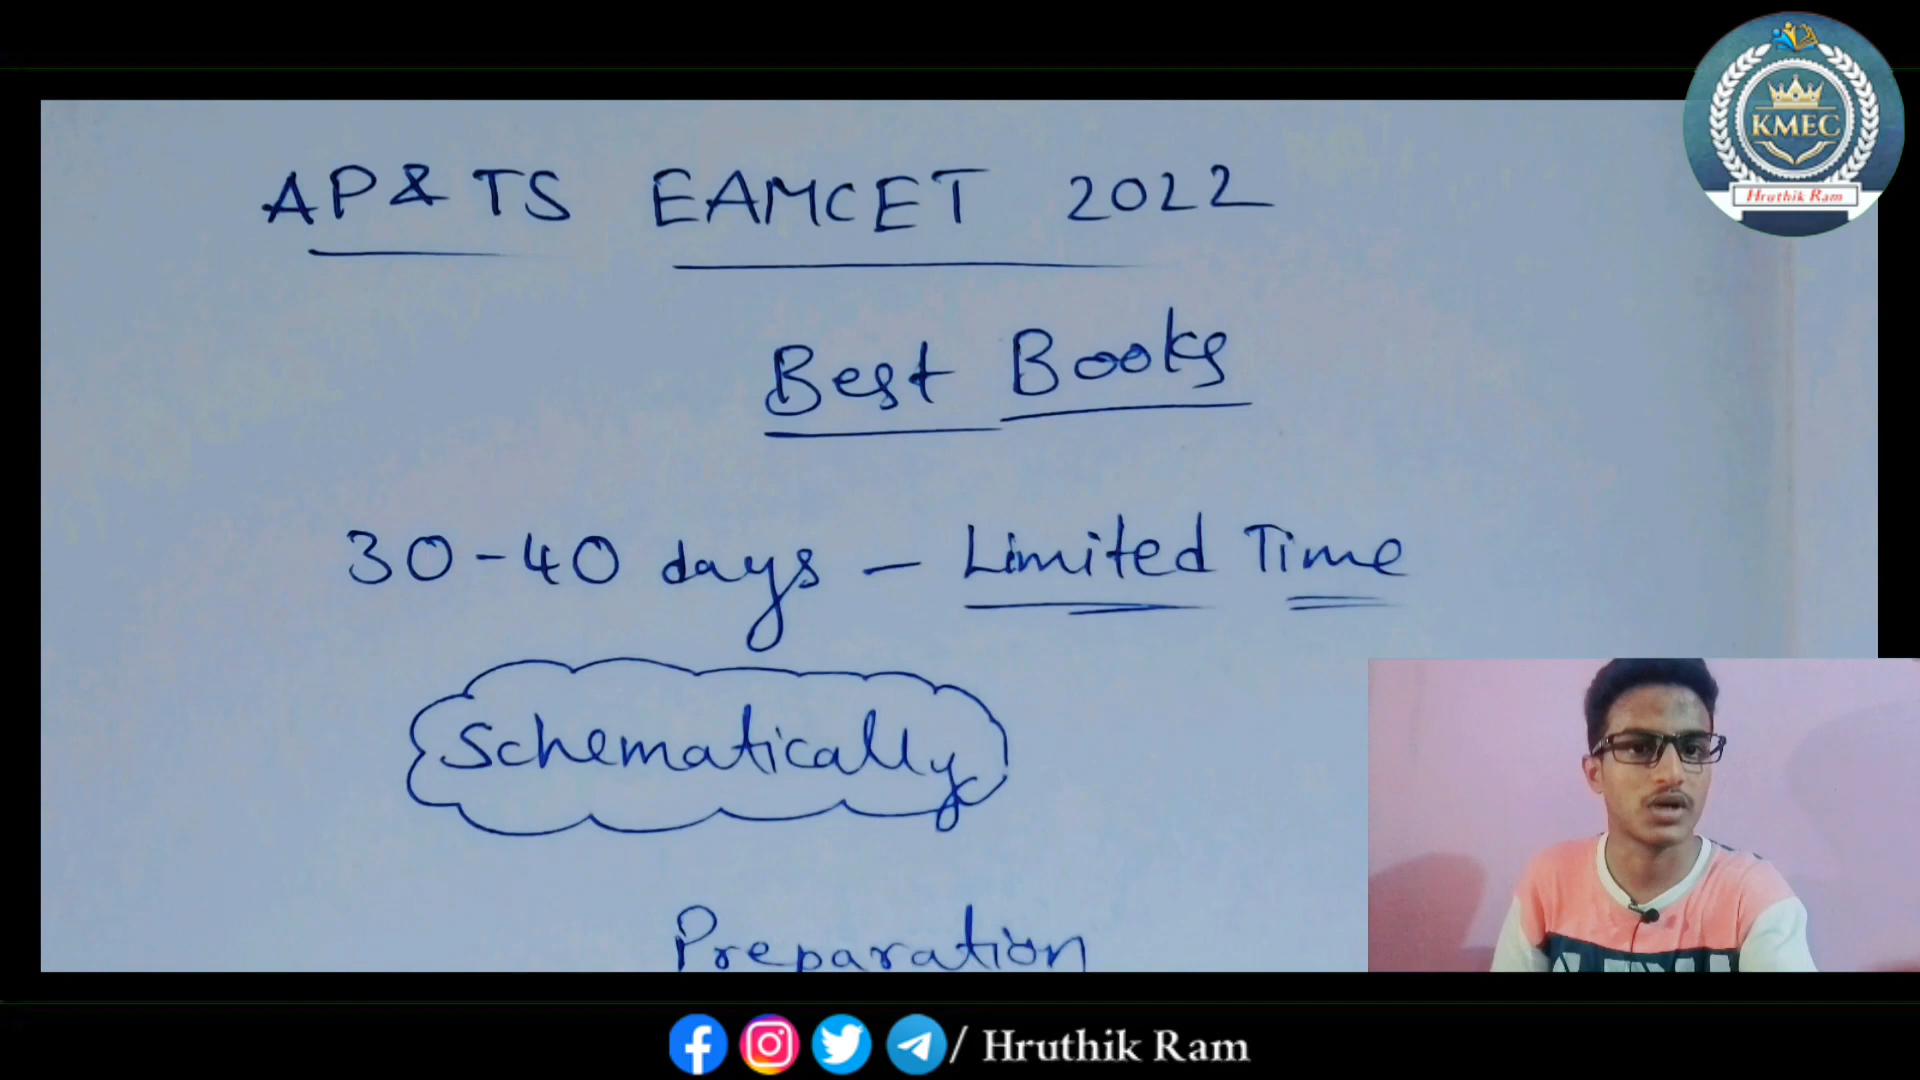 AP & TS EAMCET 2022
Best Books
30-40 days - Limited Time
Schematically
Preparation
KMEC
Hruthik Ram
/ Hruthik Ram